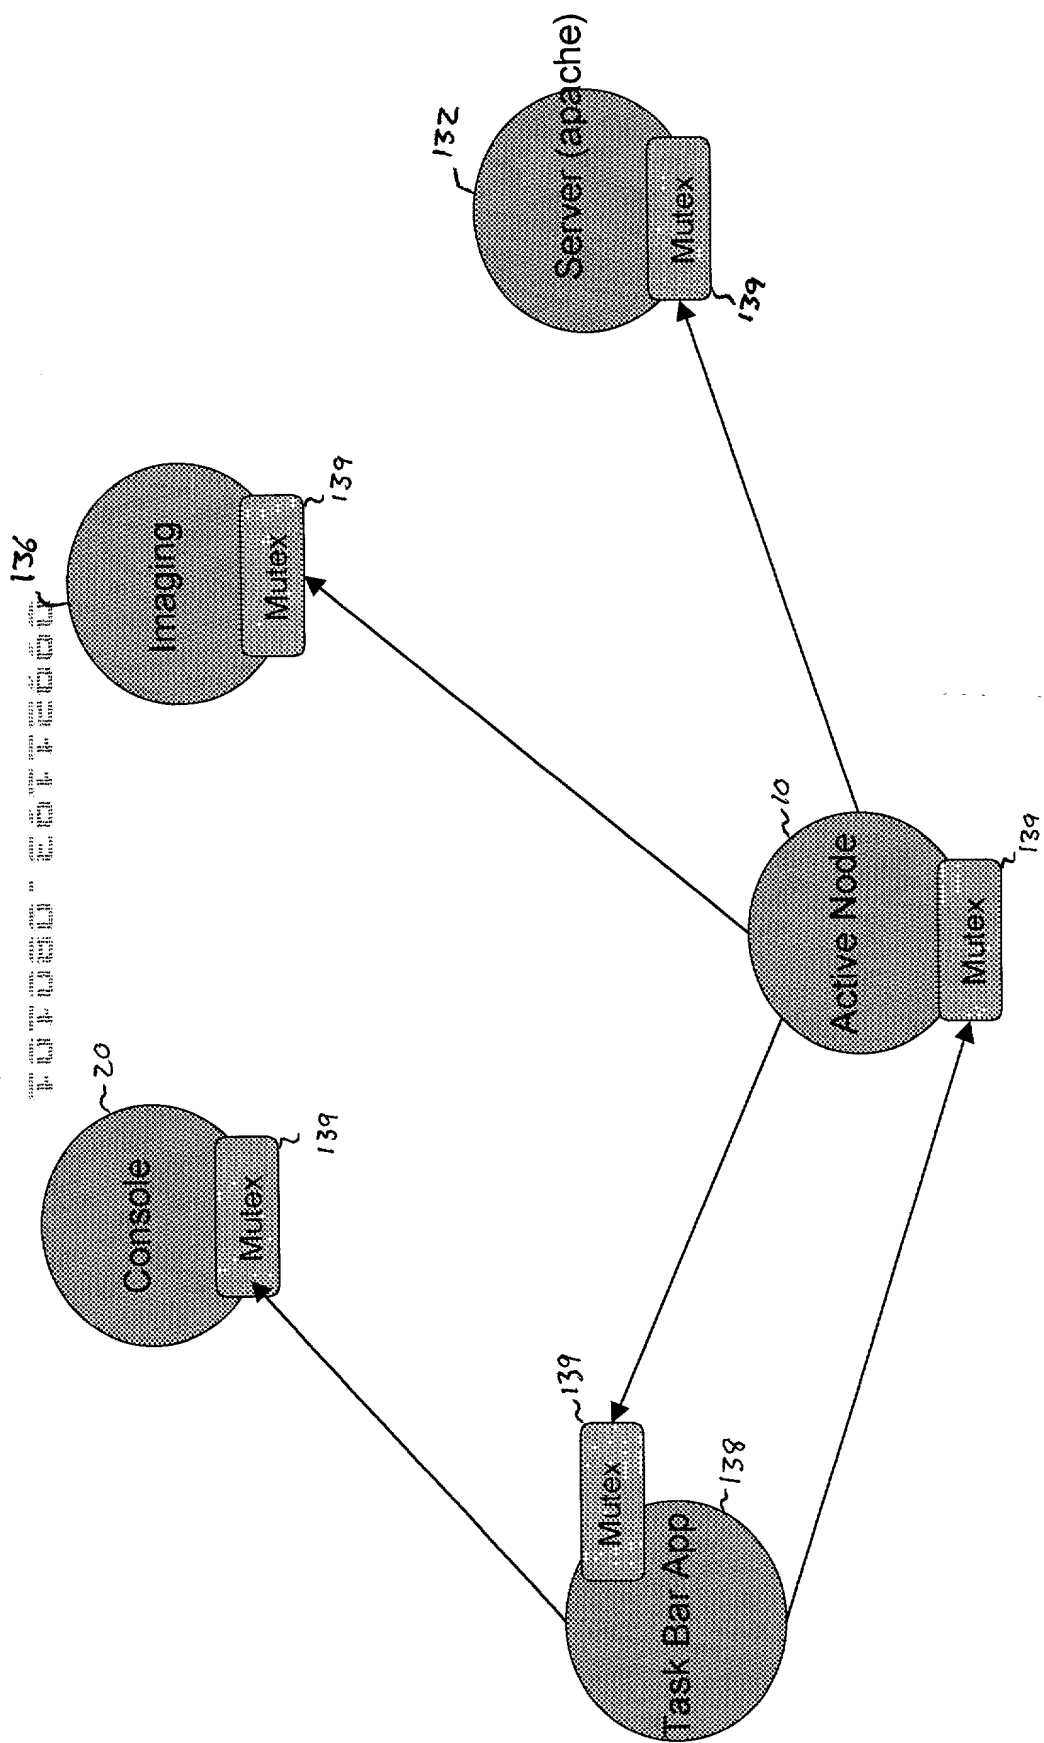 20
Console
Mutex
139
136
Imaging
Mutex
139
132
Server (apache)
Mutex
139
139
Mutex
Task Bar App
138
10
Active Node
Mutex
139